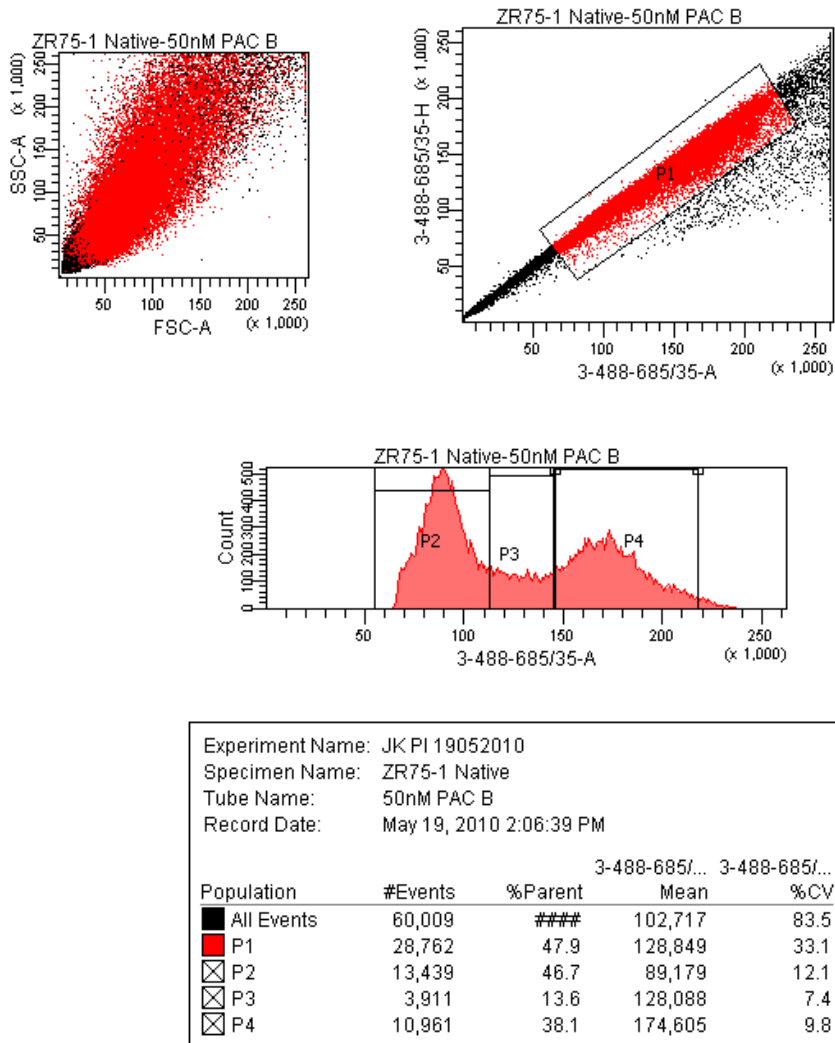 ZR75-1 Native-50nM PAC B
SSC-A (x 1,000)
250
200
150
100
50
50 100 150 200 250
FSC-A (x 1,000)
ZR75-1 Native-50nM PAC B
3-488-685/35-H (x 1,000)
250
200
150
100
50
P1
50 100 150 200 250
3-488-685/35-A (x 1,000)
ZR75-1 Native-50nM PAC B
Count
500
400
300
200
100
0
P2 P3 P4
50 100 150 200 250
3-488-685/35-A (x 1,000)
Experiment Name: JK PI 19052010
Specimen Name: ZR75-1 Native
Tube Name: 50nM PAC B
Record Date: May 19, 2010 2:06:39 PM
3-488-685/... 3-488-685/...
Population #Events %Parent Mean %CV
All Events 60,009 #### 102,717 83.5
P1 28,762 47.9 128,849 33.1
P2 13,439 46.7 89,179 12.1
P3 3,911 13.6 128,088 7.4
P4 10,961 38.1 174,605 9.8